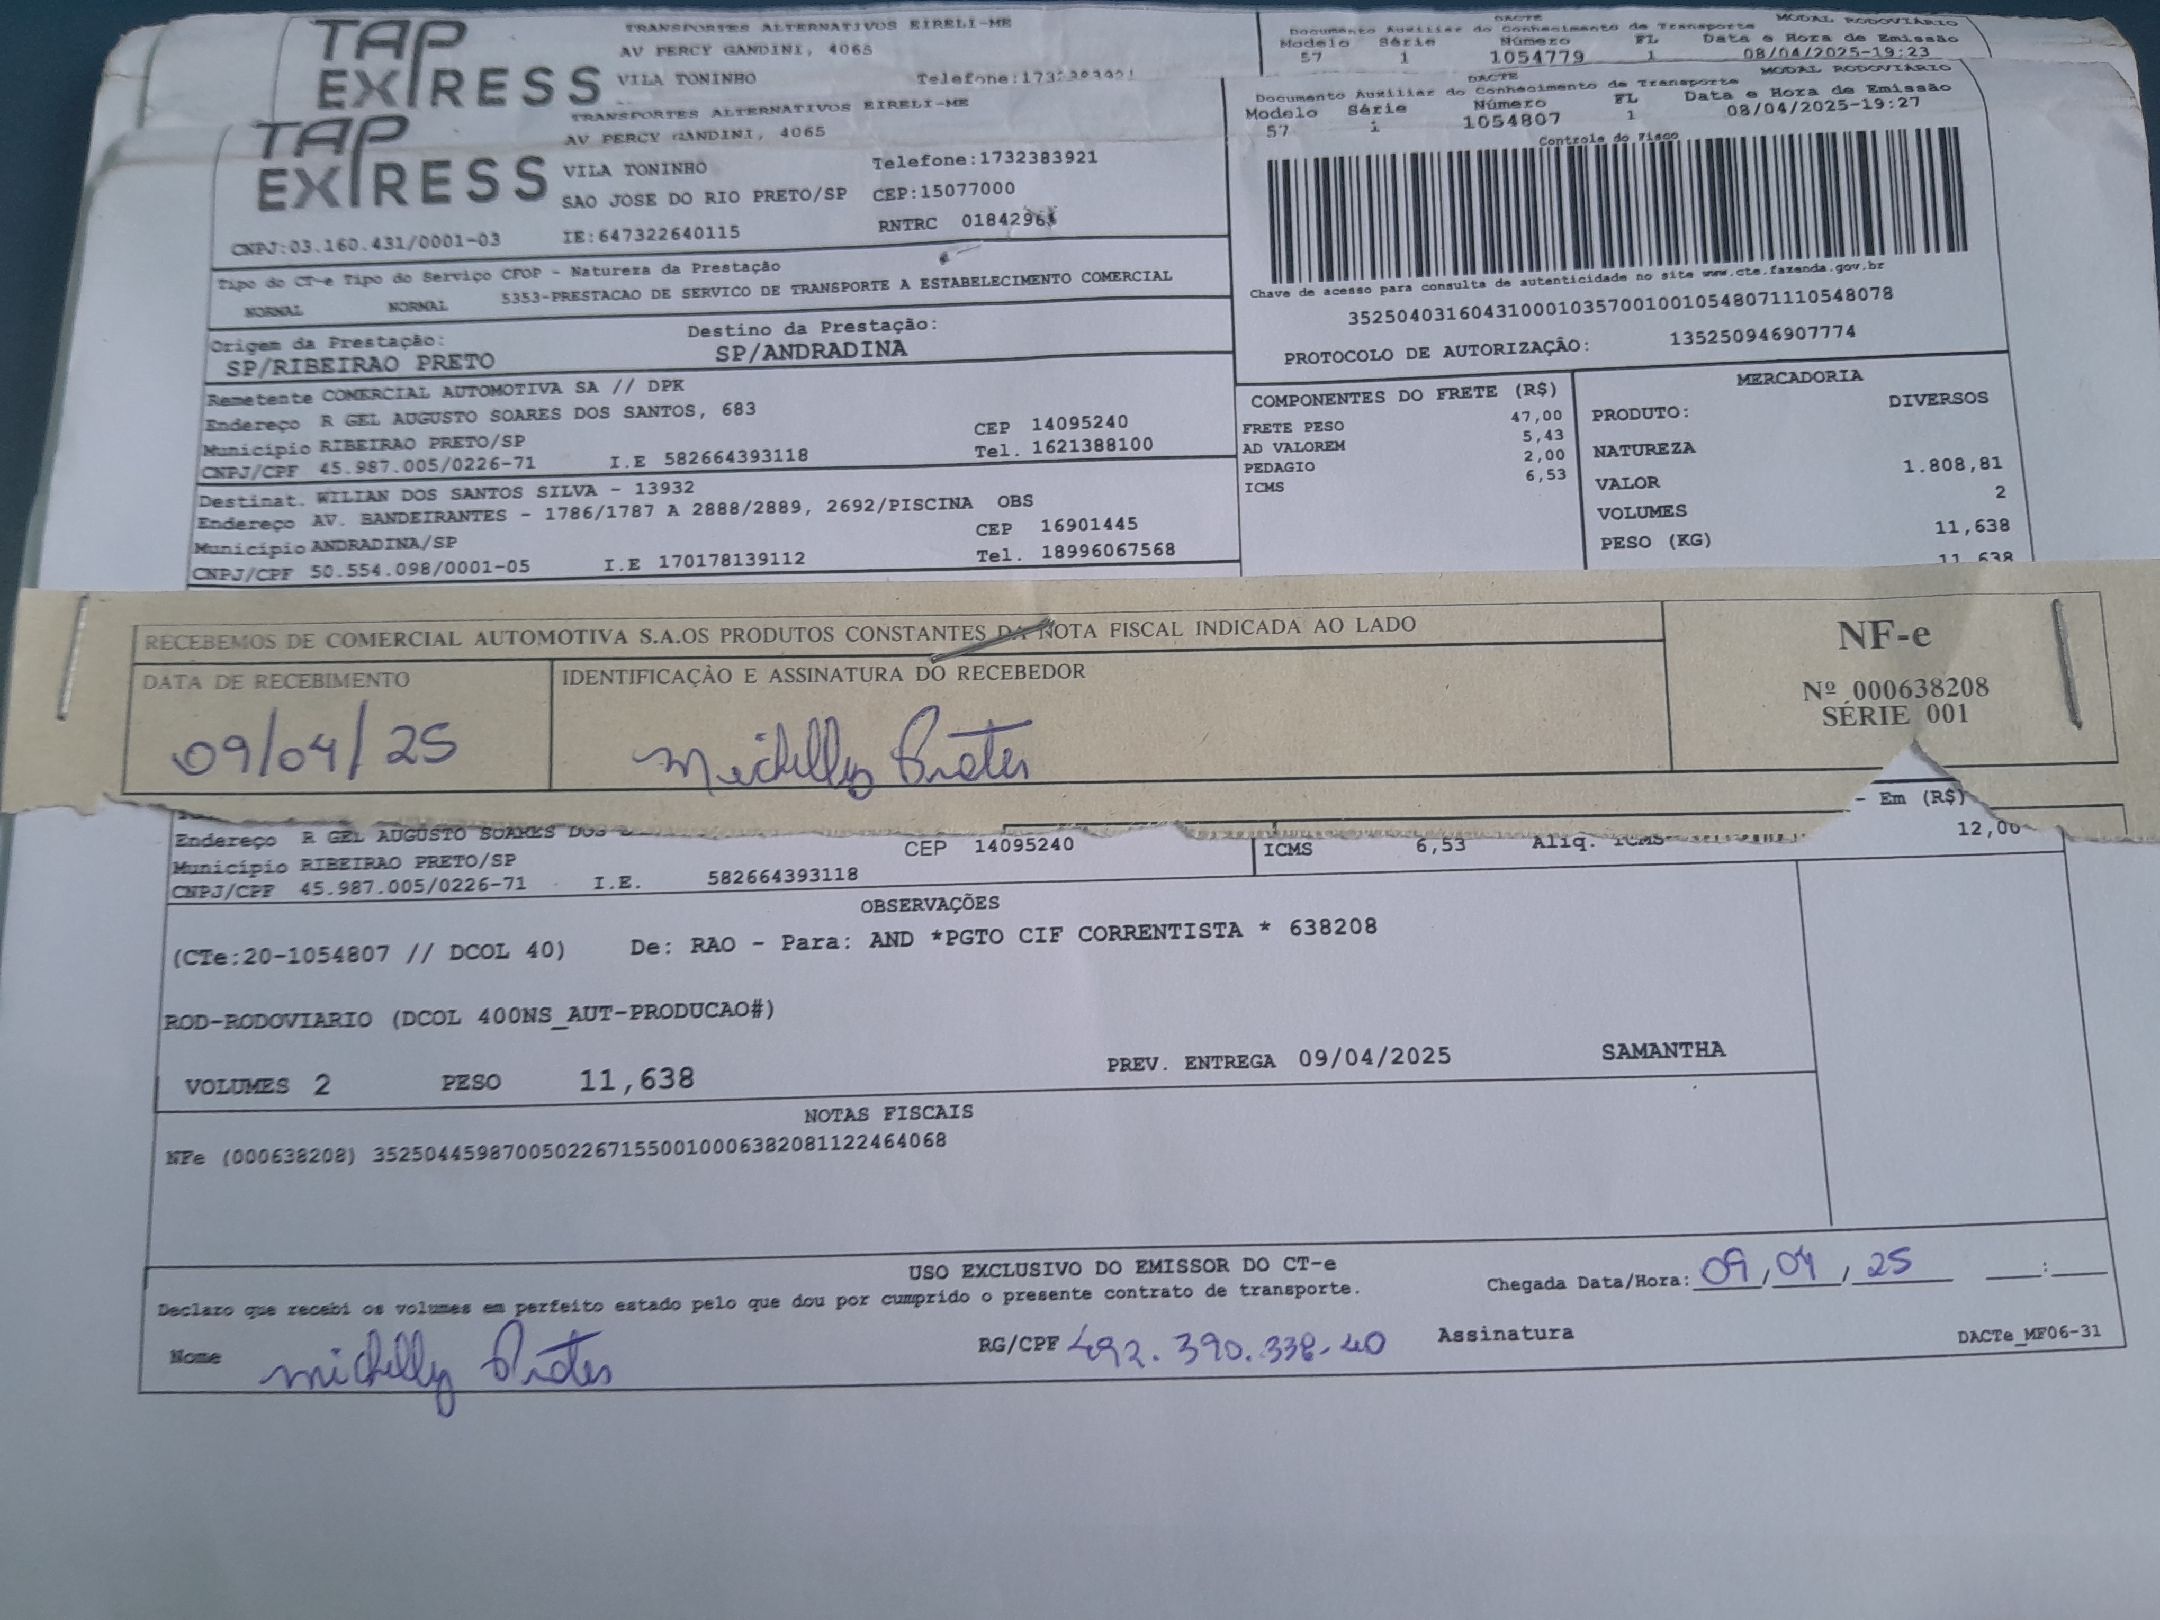 TAP EXPRESS
TRANSPORTES ALTERNATIVOS EIRELI-ME
AV PERCY GANDINI, 4065
VILA TONINHO Telefone:1732383921
DACTE MODAL RODOVIÁRIO
Documento Auxiliar do Conhecimento de Transporte
Modelo Série Número FL Data e Hora de Emissão
57 1 1054779 1 08/04/2025-19:23
TAP EXPRESS
TRANSPORTES ALTERNATIVOS EIRELI-ME
AV PERCY GANDINI, 4065
VILA TONINHO Telefone:1732383921
SAO JOSE DO RIO PRETO/SP CEP:15077000
CNPJ:03.160.431/0001-03 IE:647322640115 RNTRC 0184296
DACTE MODAL RODOVIÁRIO
Documento Auxiliar do Conhecimento de Transporte
Modelo Série Número FL Data e Hora de Emissão
57 1 1054807 1 08/04/2025-19:27
Controle do Fisco
Chave de acesso para consulta de autenticidade no site www.cte.fazenda.gov.br
35250403160431000103570010010548071110548078
PROTOCOLO DE AUTORIZAÇÃO: 135250946907774
Tipo do CT-e Tipo do Serviço CFOP - Natureza da Prestação
NORMAL NORMAL 5353-PRESTACAO DE SERVICO DE TRANSPORTE A ESTABELECIMENTO COMERCIAL
Origem da Prestação: Destino da Prestação:
SP/RIBEIRAO PRETO SP/ANDRADINA
Remetente COMERCIAL AUTOMOTIVA SA // DPK
Endereço R GEL AUGUSTO SOARES DOS SANTOS, 683
Município RIBEIRAO PRETO/SP CEP 14095240
CNPJ/CPF 45.987.005/0226-71 I.E 582664393118 Tel. 1621388100
Destinat. WILIAN DOS SANTOS SILVA - 13932
Endereço AV. BANDEIRANTES - 1786/1787 A 2888/2889, 2692/PISCINA OBS
Município ANDRADINA/SP CEP 16901445
CNPJ/CPF 50.554.098/0001-05 I.E 170178139112 Tel. 18996067568
COMPONENTES DO FRETE (R$)
FRETE PESO 47,00
AD VALOREM 5,43
PEDAGIO 2,00
ICMS 6,53
MERCADORIA
PRODUTO: DIVERSOS
NATUREZA
VALOR 1.808,81
VOLUMES 2
PESO (KG) 11,638
11,638
RECEBEMOS DE COMERCIAL AUTOMOTIVA S.A.OS PRODUTOS CONSTANTES DA NOTA FISCAL INDICADA AO LADO
DATA DE RECEBIMENTO IDENTIFICAÇÃO E ASSINATURA DO RECEBEDOR
09/04/25 Michelly Prates
NF-e
Nº 000638208
SÉRIE 001
- Em (R$)
Endereço R GEL AUGUSTO SOARES DOS
Município RIBEIRAO PRETO/SP CEP 14095240
CNPJ/CPF 45.987.005/0226-71 I.E. 582664393118
ICMS 6,53 Aliq. ICMS 12,00
OBSERVAÇÕES
(CTe:20-1054807 // DCOL 40) De: RAO - Para: AND *PGTO CIF CORRENTISTA * 638208
ROD-RODOVIARIO (DCOL 400NS_AUT-PRODUCAO#)
VOLUMES 2 PESO 11,638 PREV. ENTREGA 09/04/2025 SAMANTHA
NOTAS FISCAIS
NFe (000638208) 35250445987005022671550010006382081122464068
USO EXCLUSIVO DO EMISSOR DO CT-e
Declaro que recebi os volumes em perfeito estado pelo que dou por cumprido o presente contrato de transporte.
Chegada Data/Hora: 09/04/25 __:__
Nome Michelly Prates RG/CPF 492.390.338-40 Assinatura DACTe_MF06-31